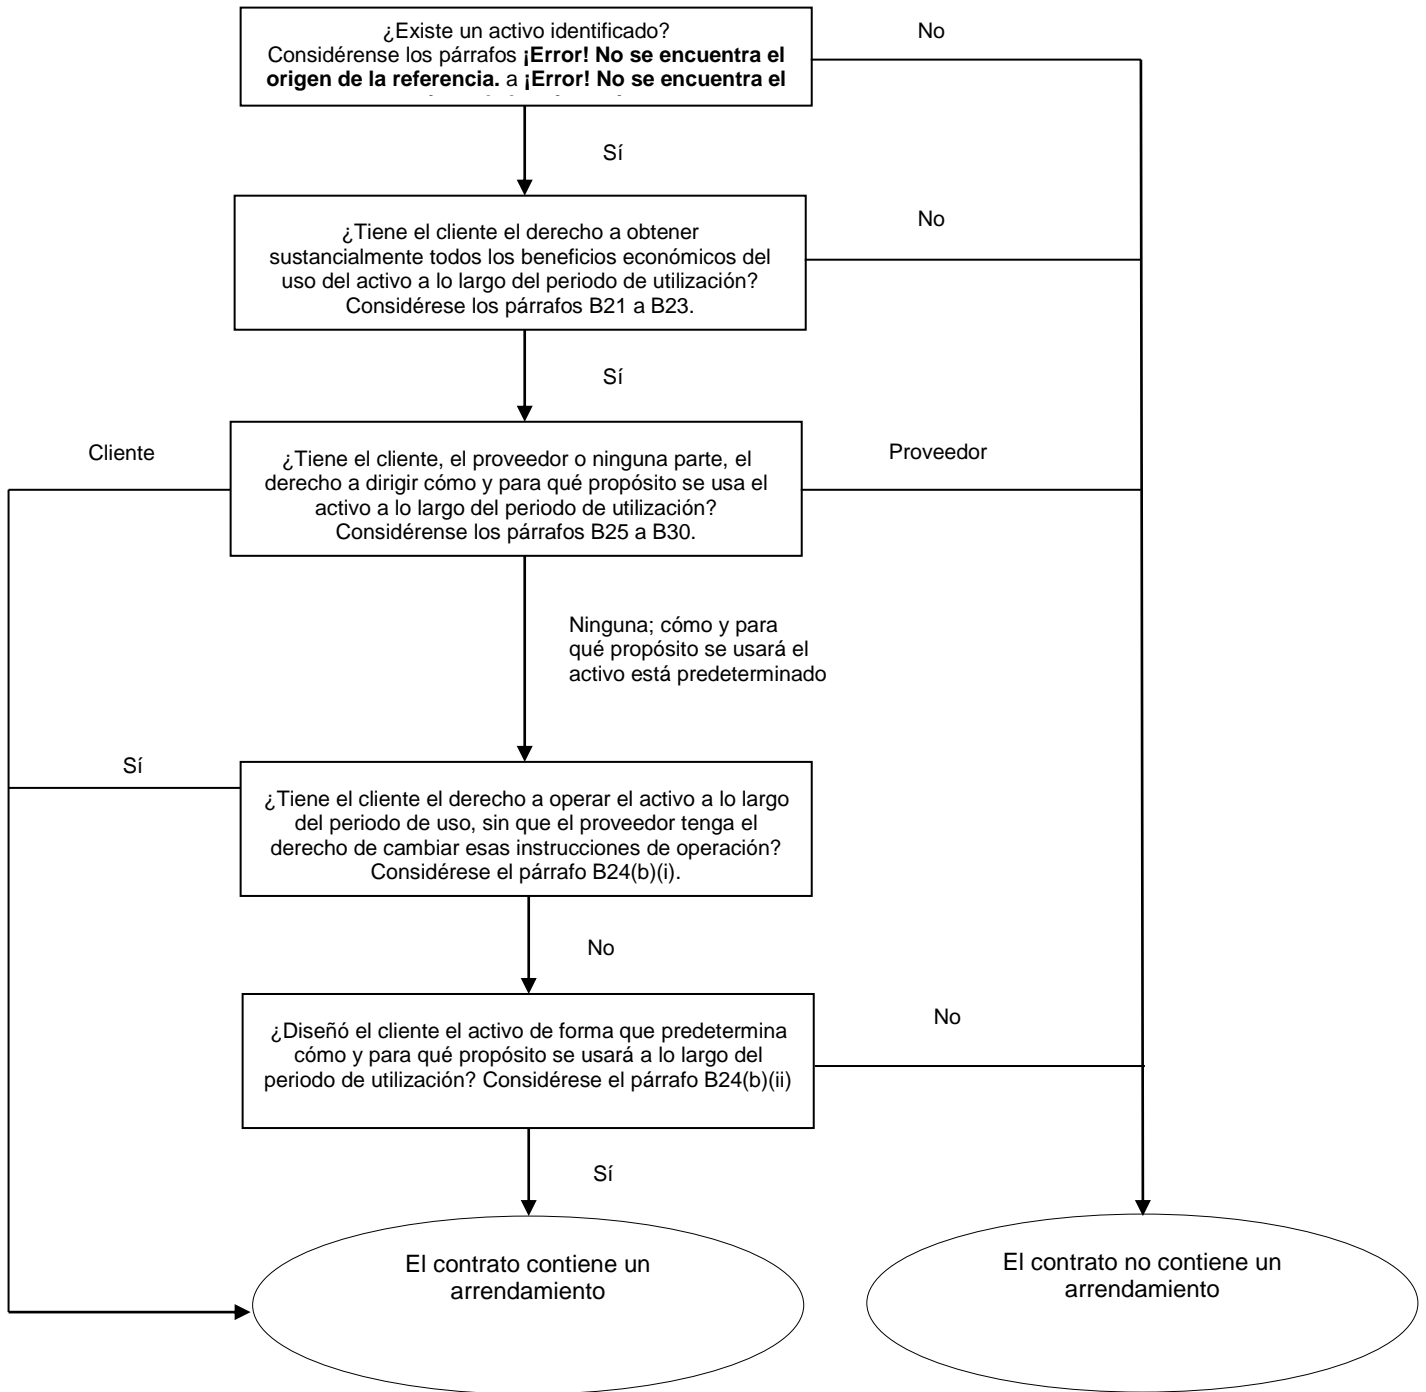 ¿Existe un activo identificado?
Considérense los párrafos ¡Error! No se encuentra el
origen de la referencia. a ¡Error! No se encuentra el
No
Sí
¿Tiene el cliente el derecho a obtener
sustancialmente todos los beneficios económicos del
uso del activo a lo largo del periodo de utilización?
Considérese los párrafos B21 a B23.
No
Sí
Cliente
¿Tiene el cliente, el proveedor o ninguna parte, el
derecho a dirigir cómo y para qué propósito se usa el
activo a lo largo del periodo de utilización?
Considérense los párrafos B25 a B30.
Proveedor
Ninguna; cómo y para
qué propósito se usará el
activo está predeterminado
Sí
¿Tiene el cliente el derecho a operar el activo a lo largo
del periodo de uso, sin que el proveedor tenga el
derecho de cambiar esas instrucciones de operación?
Considérese el párrafo B24(b)(i).
No
¿Diseñó el cliente el activo de forma que predetermina
cómo y para qué propósito se usará a lo largo del
periodo de utilización? Considérese el párrafo B24(b)(ii)
No
Sí
El contrato contiene un
arrendamiento
El contrato no contiene un
arrendamiento